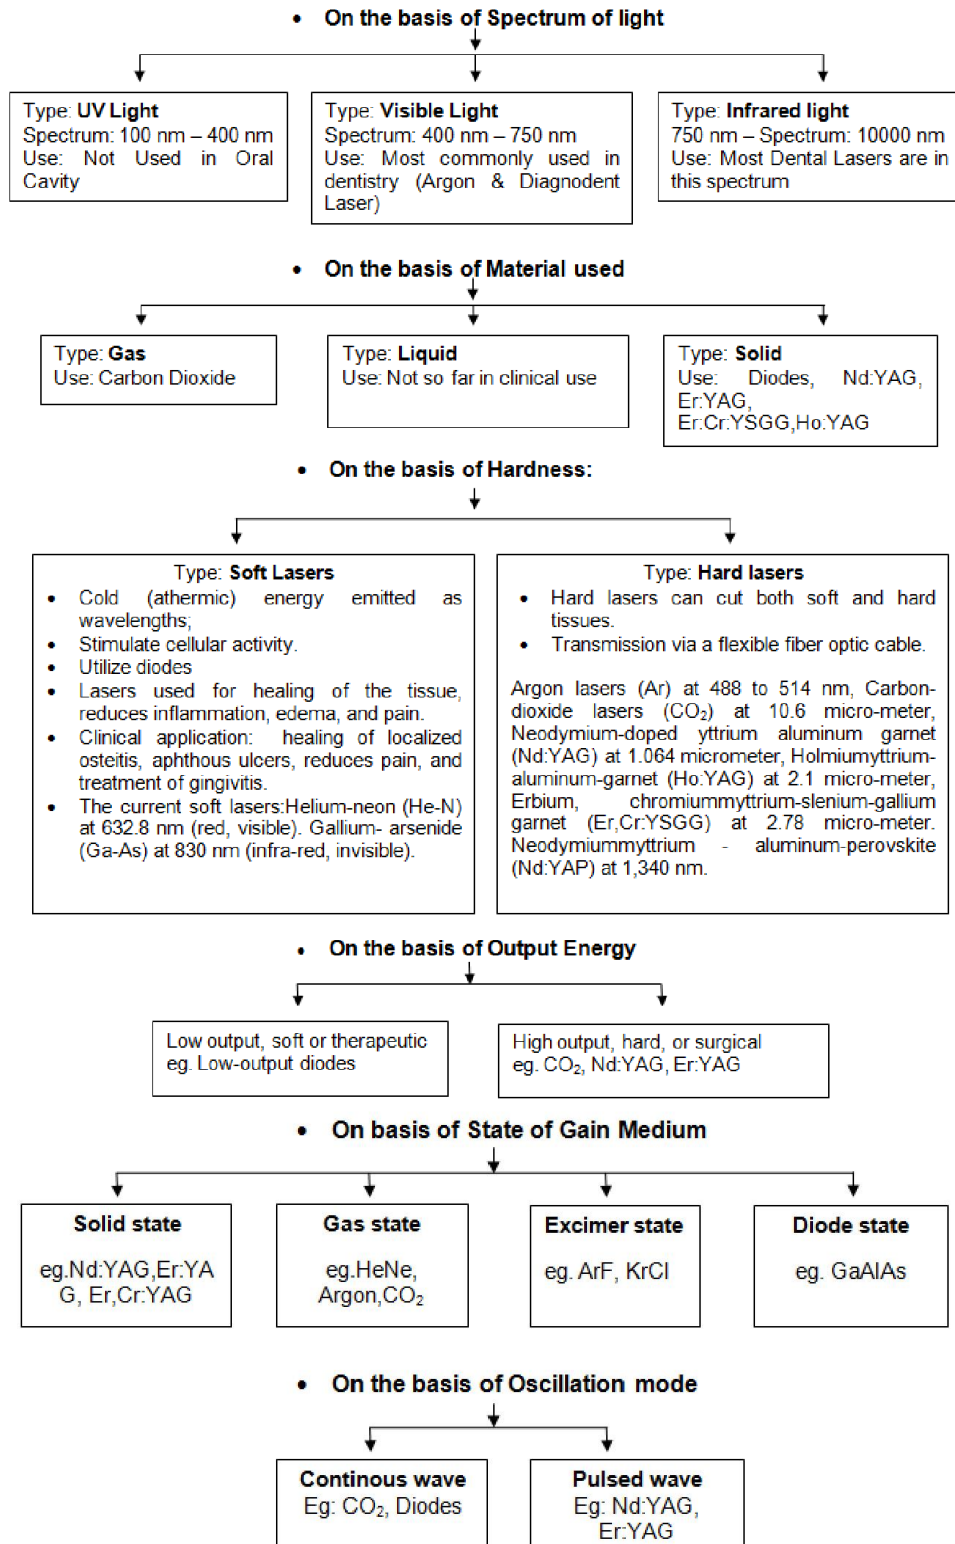 • On the basis of Spectrum of light
Type: UV Light
Spectrum: 100 nm – 400 nm
Use: Not Used in Oral
Cavity
Type: Visible Light
Spectrum: 400 nm – 750 nm
Use: Most commonly used in
dentistry (Argon & Diagnodent
Laser)
Type: Infrared light
750 nm – Spectrum: 10000 nm
Use: Most Dental Lasers are in
this spectrum
• On the basis of Material used
Type: Gas
Use: Carbon Dioxide
Type: Liquid
Use: Not so far in clinical use
Type: Solid
Use: Diodes, Nd:YAG,
Er:YAG,
Er:Cr:YSGG,Ho:YAG
• On the basis of Hardness:
Type: Soft Lasers
• Cold (athermic) energy emitted as
wavelengths;
• Stimulate cellular activity.
• Utilize diodes
• Lasers used for healing of the tissue,
reduces inflammation, edema, and pain.
• Clinical application: healing of localized
osteitis, aphthous ulcers, reduces pain, and
treatment of gingivitis.
• The current soft lasers:Helium-neon (He-N)
at 632.8 nm (red, visible). Gallium- arsenide
(Ga-As) at 830 nm (infra-red, invisible).
Type: Hard lasers
• Hard lasers can cut both soft and hard
tissues.
• Transmission via a flexible fiber optic cable.
Argon lasers (Ar) at 488 to 514 nm, Carbon-
dioxide lasers (CO₂) at 10.6 micro-meter,
Neodymium-doped yttrium aluminum garnet
(Nd:YAG) at 1.064 micrometer, Holmiumyttrium-
aluminum-garnet (Ho:YAG) at 2.1 micro-meter,
Erbium, chromiummyttrium-slenium-gallium
garnet (Er,Cr:YSGG) at 2.78 micro-meter.
Neodymiummyttrium - aluminum-perovskite
(Nd:YAP) at 1,340 nm.
• On the basis of Output Energy
Low output, soft or therapeutic
eg. Low-output diodes
High output, hard, or surgical
eg. CO₂, Nd:YAG, Er:YAG
• On basis of State of Gain Medium
Solid state
eg.Nd:YAG,Er:YA
G, Er,Cr:YAG
Gas state
eg.HeNe,
Argon,CO₂
Excimer state
eg. ArF, KrCl
Diode state
eg. GaAlAs
• On the basis of Oscillation mode
Continous wave
Eg: CO₂, Diodes
Pulsed wave
Eg: Nd:YAG,
Er:YAG